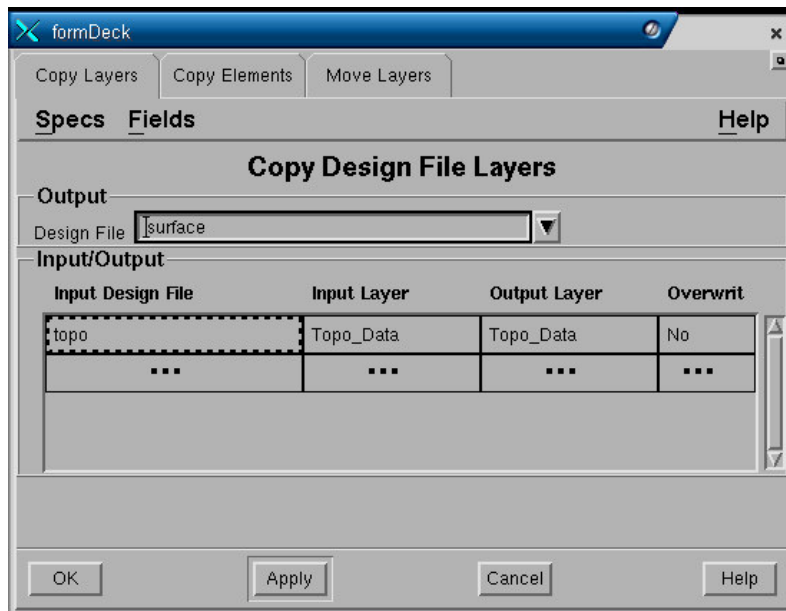 formDeck
Copy Layers Copy Elements Move Layers
Specs Fields Help
Copy Design File Layers
Output
Design File surface
Input/Output
Input Design File Input Layer Output Layer Overwrit
topo Topo_Data Topo_Data No
... ... ... ...
OK Apply Cancel Help